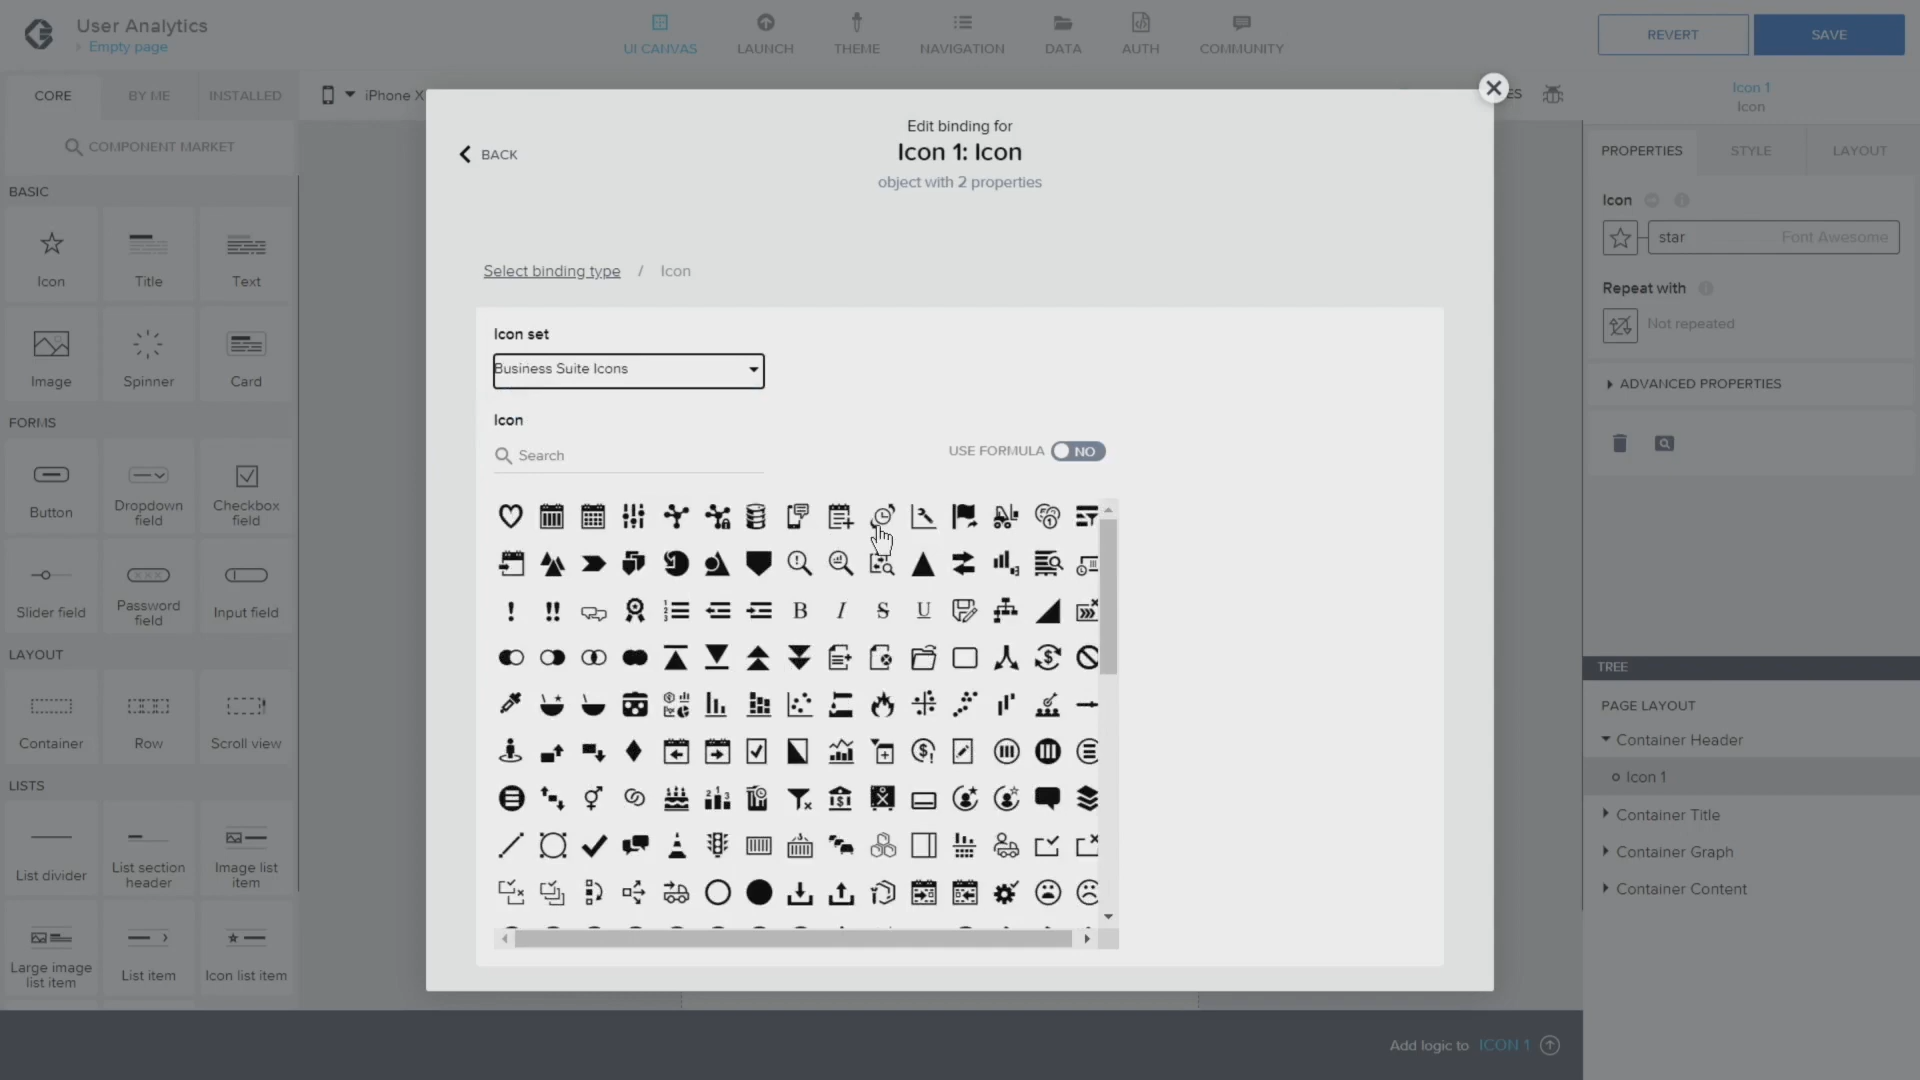 User Analytics
Empty page
UI CANVAS
LAUNCH
THEME
NAVIGATION
DATA
AUTH
COMMUNITY
REVERT
SAVE
CORE
BY ME
INSTALLED
iPhone X
ES
Icon 1
Icon
COMPONENT MARKET
BASIC
Icon
Title
Text
Image
Spinner
Card
FORMS
Button
Dropdown
field
Checkbox
field
Slider field
Password
field
Input field
LAYOUT
Container
Row
Scroll view
LISTS
List divider
List section
header
Image list
item
Large image
list item
List item
Icon list item
Edit binding for
BACK
Icon 1: Icon
object with 2 properties
Select binding type / Icon
Icon set
Business Suite Icons
Icon
Search
USE FORMULA
NO
PROPERTIES
STYLE
LAYOUT
Icon
star
Font Awesome
Repeat with
Not repeated
ADVANCED PROPERTIES
TREE
PAGE LAYOUT
Container Header
Icon 1
Container Title
Container Graph
Container Content
Add logic to ICON 1